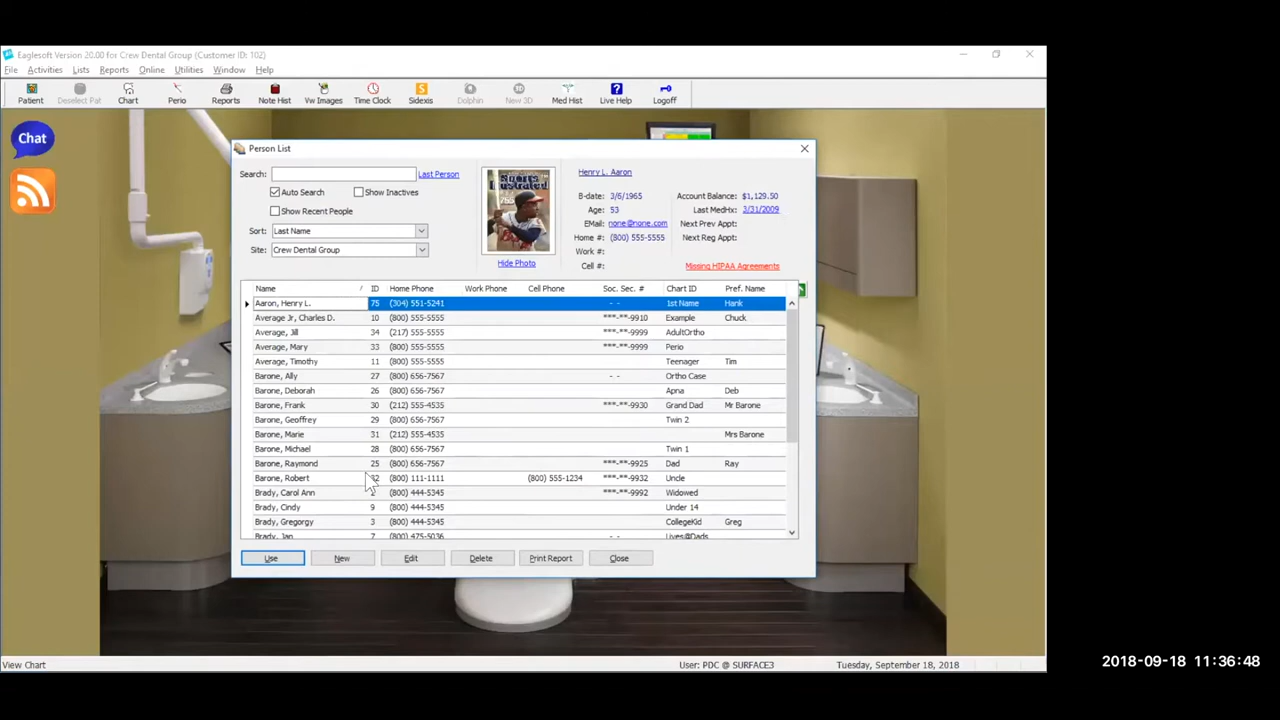 Eaglesoft Version 20.00 for Crew Dental Group (Customer ID: 102)
File Activities Lists Reports Online Utilities Window Help
Patient Deselect Pat Chart Perio Reports Note Hist Vw Images Time Clock Sidexis Dolphin New 3D Med Hist Live Help Logoff
Chat
Person List
Search: Last Person
Auto Search Show Inactives
Show Recent People
Sort: Last Name
Site: Crew Dental Group
Sports Illustrated
Hide Photo
Henry L. Aaron
B-date: 3/6/1965 Account Balance: $1,129.50
Age: 53 Last MedHx: 3/31/2009
EMail: none@none.com Next Prev Appt:
Home #: (800) 555-5555 Next Reg Appt:
Work #:
Cell #: Missing HIPAA Agreements
Name / ID Home Phone Work Phone Cell Phone Soc. Sec. # Chart ID Pref. Name
Aaron, Henry L. 75 (304) 551-5241 - - 1st Name Hank
Average Jr, Charles D. 10 (800) 555-5555 ***-**-9910 Example Chuck
Average, Jill 34 (217) 555-5555 ***-**-9999 AdultOrtho
Average, Mary 33 (800) 555-5555 ***-**-9999 Perio
Average, Timothy 11 (800) 555-5555 Teenager Tim
Barone, Ally 27 (800) 656-7567 - - Ortho Case
Barone, Deborah 26 (800) 656-7567 Apna Deb
Barone, Frank 30 (212) 555-4535 ***-**-9930 Grand Dad Mr Barone
Barone, Geoffrey 29 (800) 656-7567 Twin 2
Barone, Marie 31 (212) 555-4535 Mrs Barone
Barone, Michael 28 (800) 656-7567 Twin 1
Barone, Raymond 25 (800) 656-7567 ***-**-9925 Dad Ray
Barone, Robert 32 (800) 111-1111 (800) 555-1234 ***-**-9932 Uncle
Brady, Carol Ann 2 (800) 444-5345 ***-**-9992 Widowed
Brady, Cindy 9 (800) 444-5345 Under 14
Brady, Gregorgy 3 (800) 444-5345 CollegeKid Greg
Brady, Jan 7 (800) 475-5036 - - Lives@Dads
Use New Edit Delete Print Report Close
View Chart User: PDC @ SURFACE3 Tuesday, September 18, 2018
2018-09-18 11:36:48